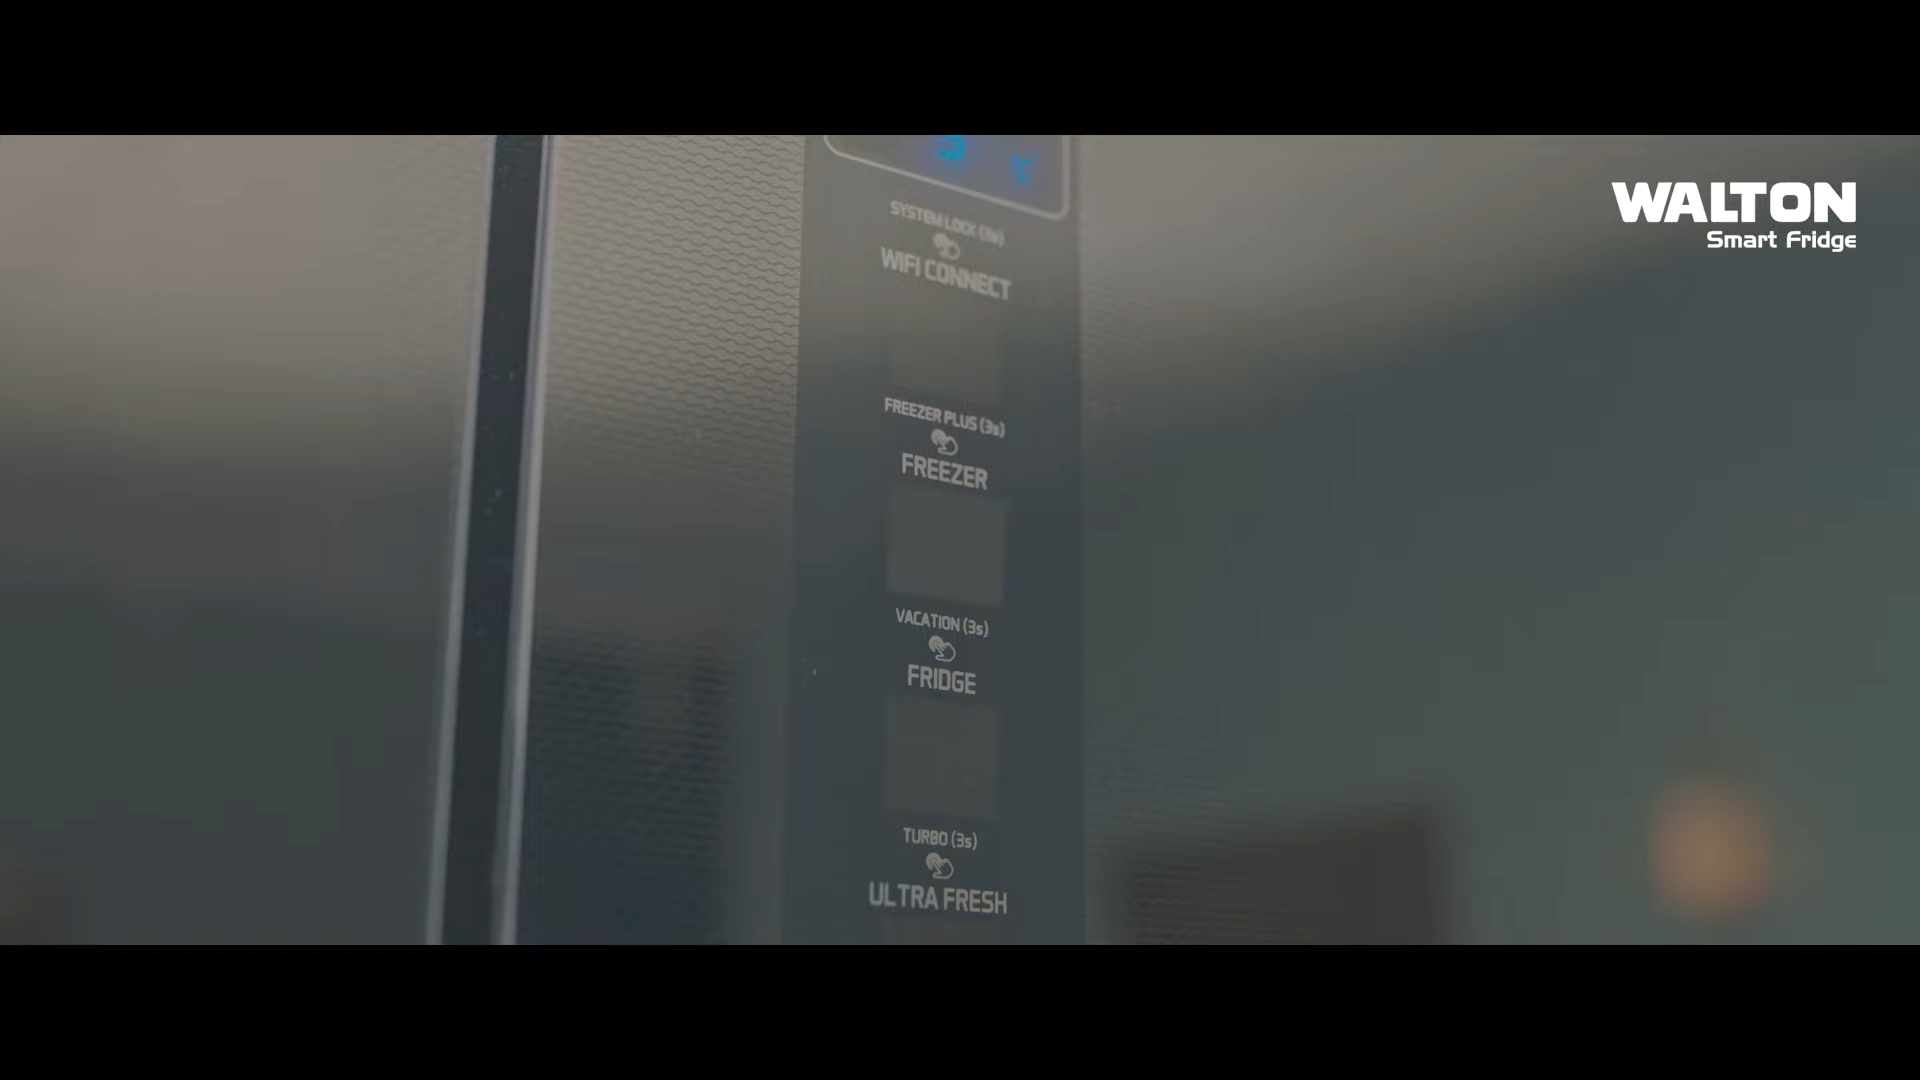 WALTON
Smart Fridge
°C
SYSTEM LOCK (3s)
WIFI CONNECT
FREEZER PLUS (3s)
FREEZER
VACATION (3s)
FRIDGE
TURBO (3s)
ULTRA FRESH